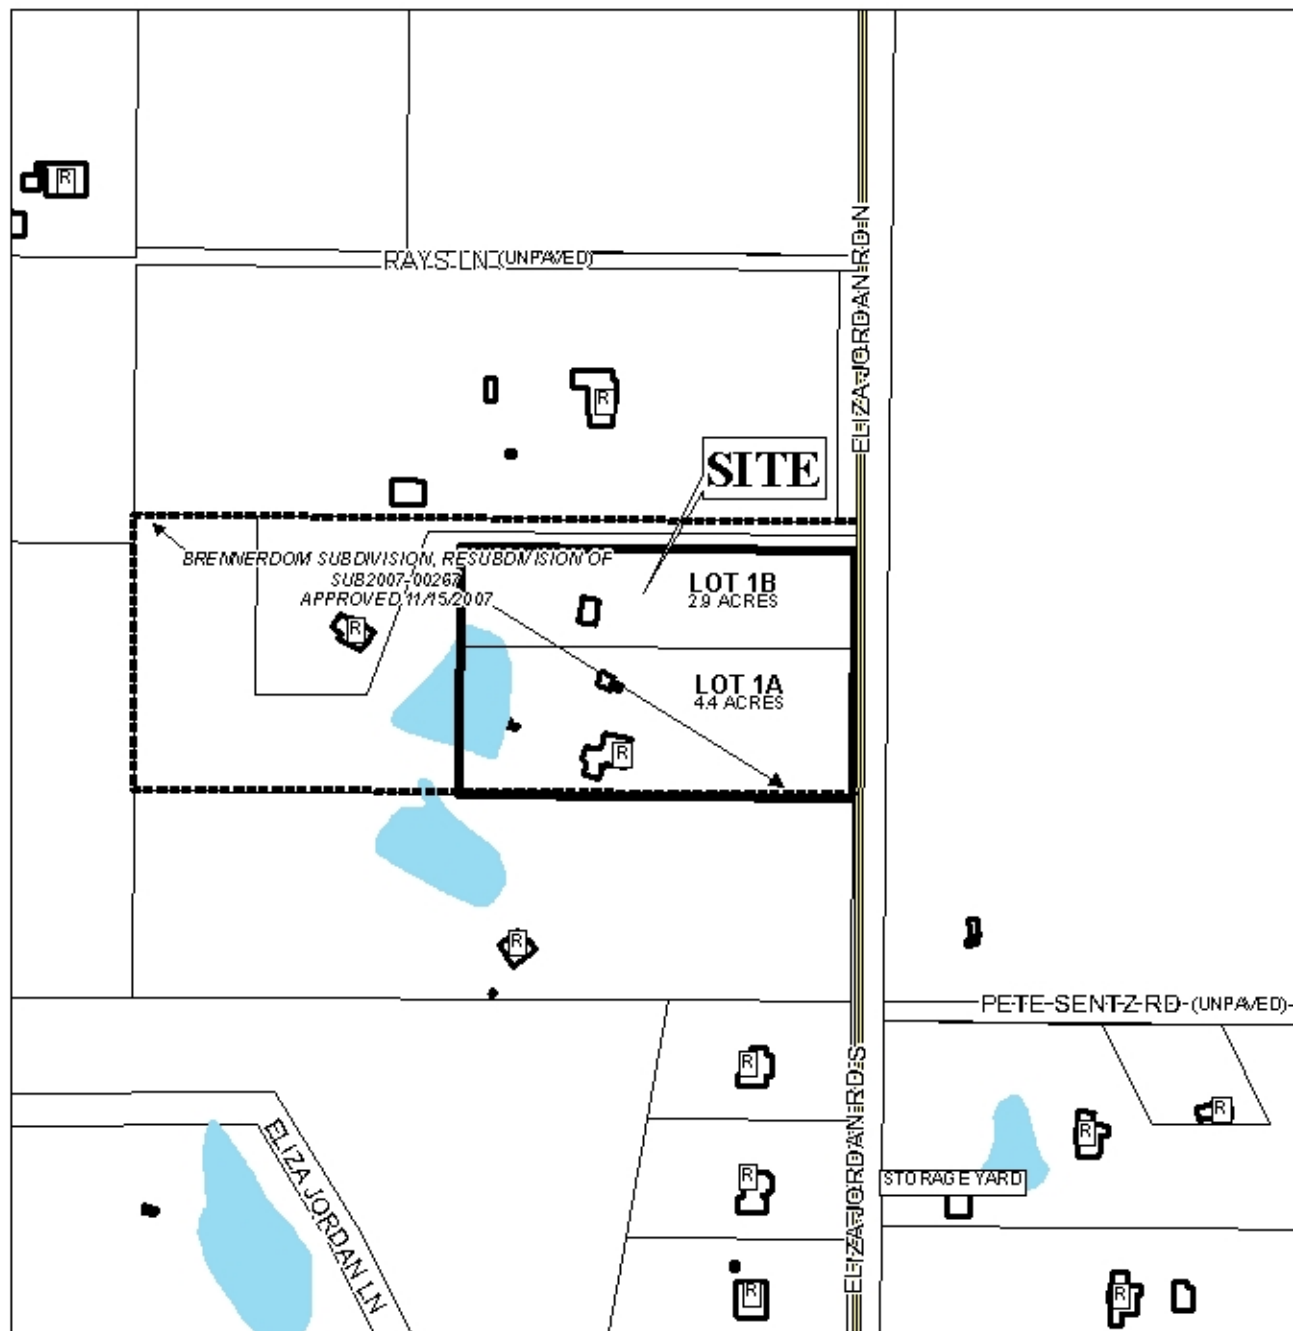 R
RAYS LN (UNPAVED)
ELIZA JORDAN RD N
R
SITE
BRENNERDOM SUBDIVISION, RESUBDIVISION OF
SUB2007-00267
APPROVED 11/15/2007
LOT 1B
2.9 ACRES
R
LOT 1A
4.4 ACRES
R
R
PETE SENTZ RD (UNPAVED)
ELIZA JORDAN RD S
R
R
R
ELIZA JORDAN LN
R
STORAGE YARD
R
R